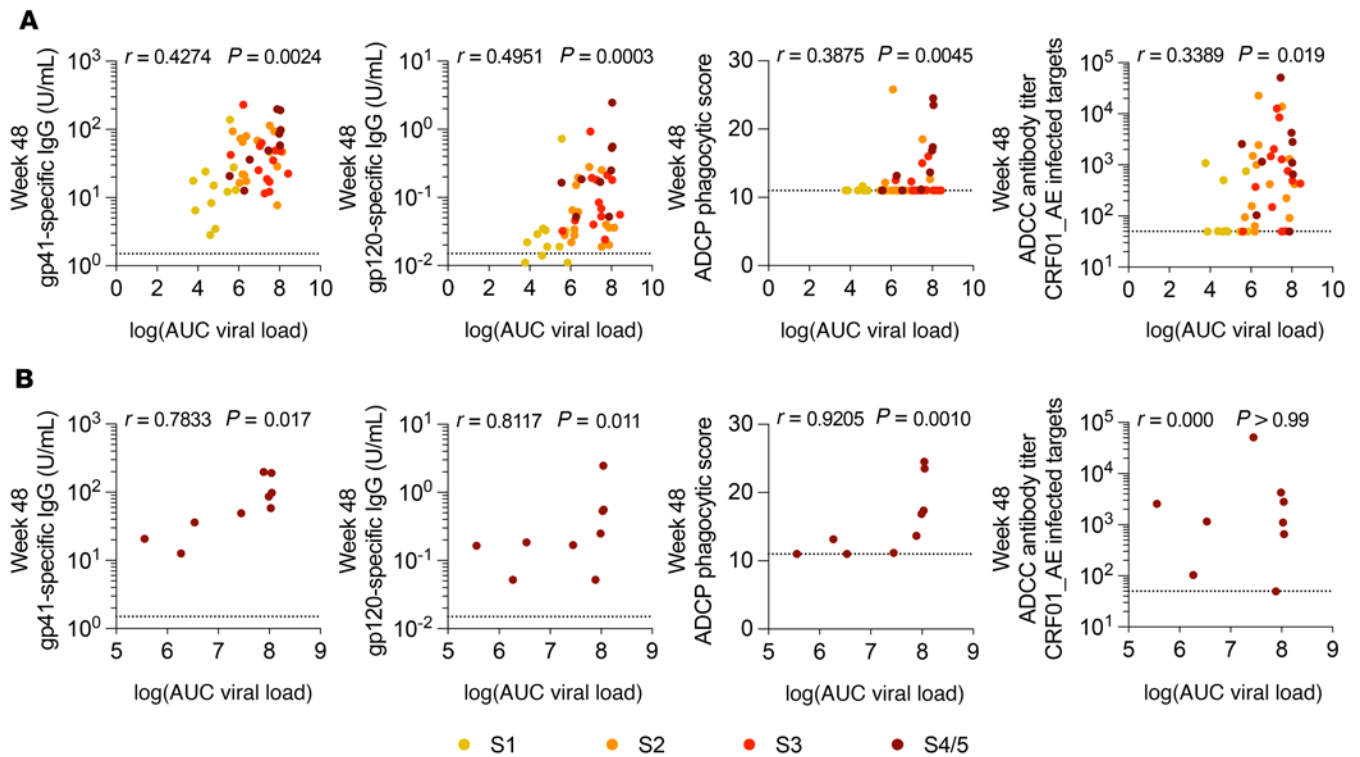 A
Week 48
gp41-specific IgG (U/mL)
r = 0.4274 P = 0.0024
10³
10²
10¹
10⁰
0 2 4 6 8 10
log(AUC viral load)
Week 48
gp120-specific IgG (U/mL)
r = 0.4951 P = 0.0003
10¹
10⁰
10⁻¹
10⁻²
0 2 4 6 8 10
log(AUC viral load)
Week 48
ADCP phagocytic score
r = 0.3875 P = 0.0045
30
20
10
0
0 2 4 6 8 10
log(AUC viral load)
Week 48
ADCC antibody titer
CRF01_AE infected targets
r = 0.3389 P = 0.019
10⁵
10⁴
10³
10²
10¹
0 2 4 6 8 10
log(AUC viral load)
B
Week 48
gp41-specific IgG (U/mL)
r = 0.7833 P = 0.017
10³
10²
10¹
10⁰
5 6 7 8 9
log(AUC viral load)
Week 48
gp120-specific IgG (U/mL)
r = 0.8117 P = 0.011
10¹
10⁰
10⁻¹
10⁻²
5 6 7 8 9
log(AUC viral load)
Week 48
ADCP phagocytic score
r = 0.9205 P = 0.0010
30
20
10
0
5 6 7 8 9
log(AUC viral load)
Week 48
ADCC antibody titer
CRF01_AE infected targets
r = 0.000 P > 0.99
10⁵
10⁴
10³
10²
10¹
5 6 7 8 9
log(AUC viral load)
S1 S2 S3 S4/5